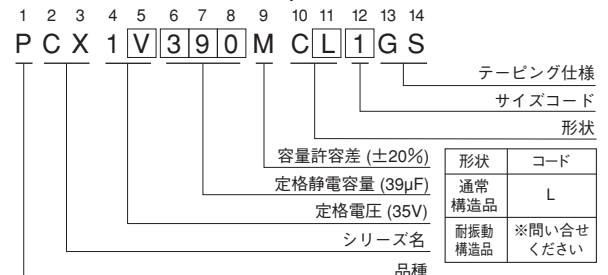 1 2 3 4 5 6 7 8 9 10 11 12 13 14
P C X 1 V 3 9 0 M C L 1 G S
テーピング仕様
サイズコード
形状
容量許容差 (±20%)
定格静電容量 (39µF)
定格電圧 (35V)
シリーズ名
品種
形状 コード
通常
構造品
L
耐振動
構造品
※問い合せ
ください